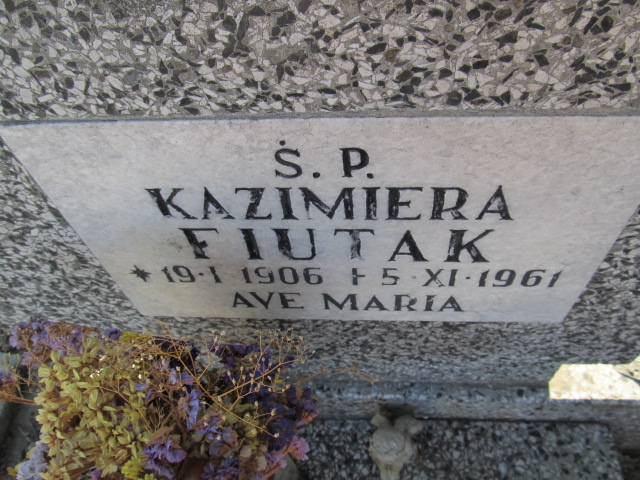 Ś. P.
KAZIMIERA
FIUTAK
*19·I 1906 †5·XI·1961
AVE MARIA